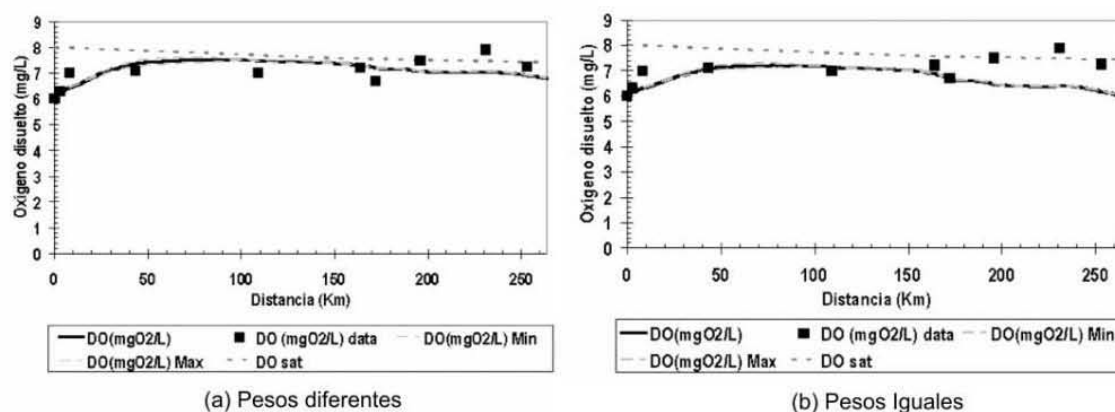 9
8
7
6
5
4
3
2
1
0
Oxigeno disuelto (mg/L)
0
50
100
150
200
250
Distancia (Km)
DO(mgO2/L)
DO (mgO2/L) data
DO(mgO2/L) Min
DO(mgO2/L) Max
DO sat
(a) Pesos diferentes
9
8
7
6
5
4
3
2
1
0
Oxigeno disuelto (mg/L)
0
50
100
150
200
250
Distancia (Km)
DO(mgO2/L)
DO (mgO2/L) data
DO(mgO2/L) Min
DO(mgO2/L) Max
DO sat
(b) Pesos Iguales